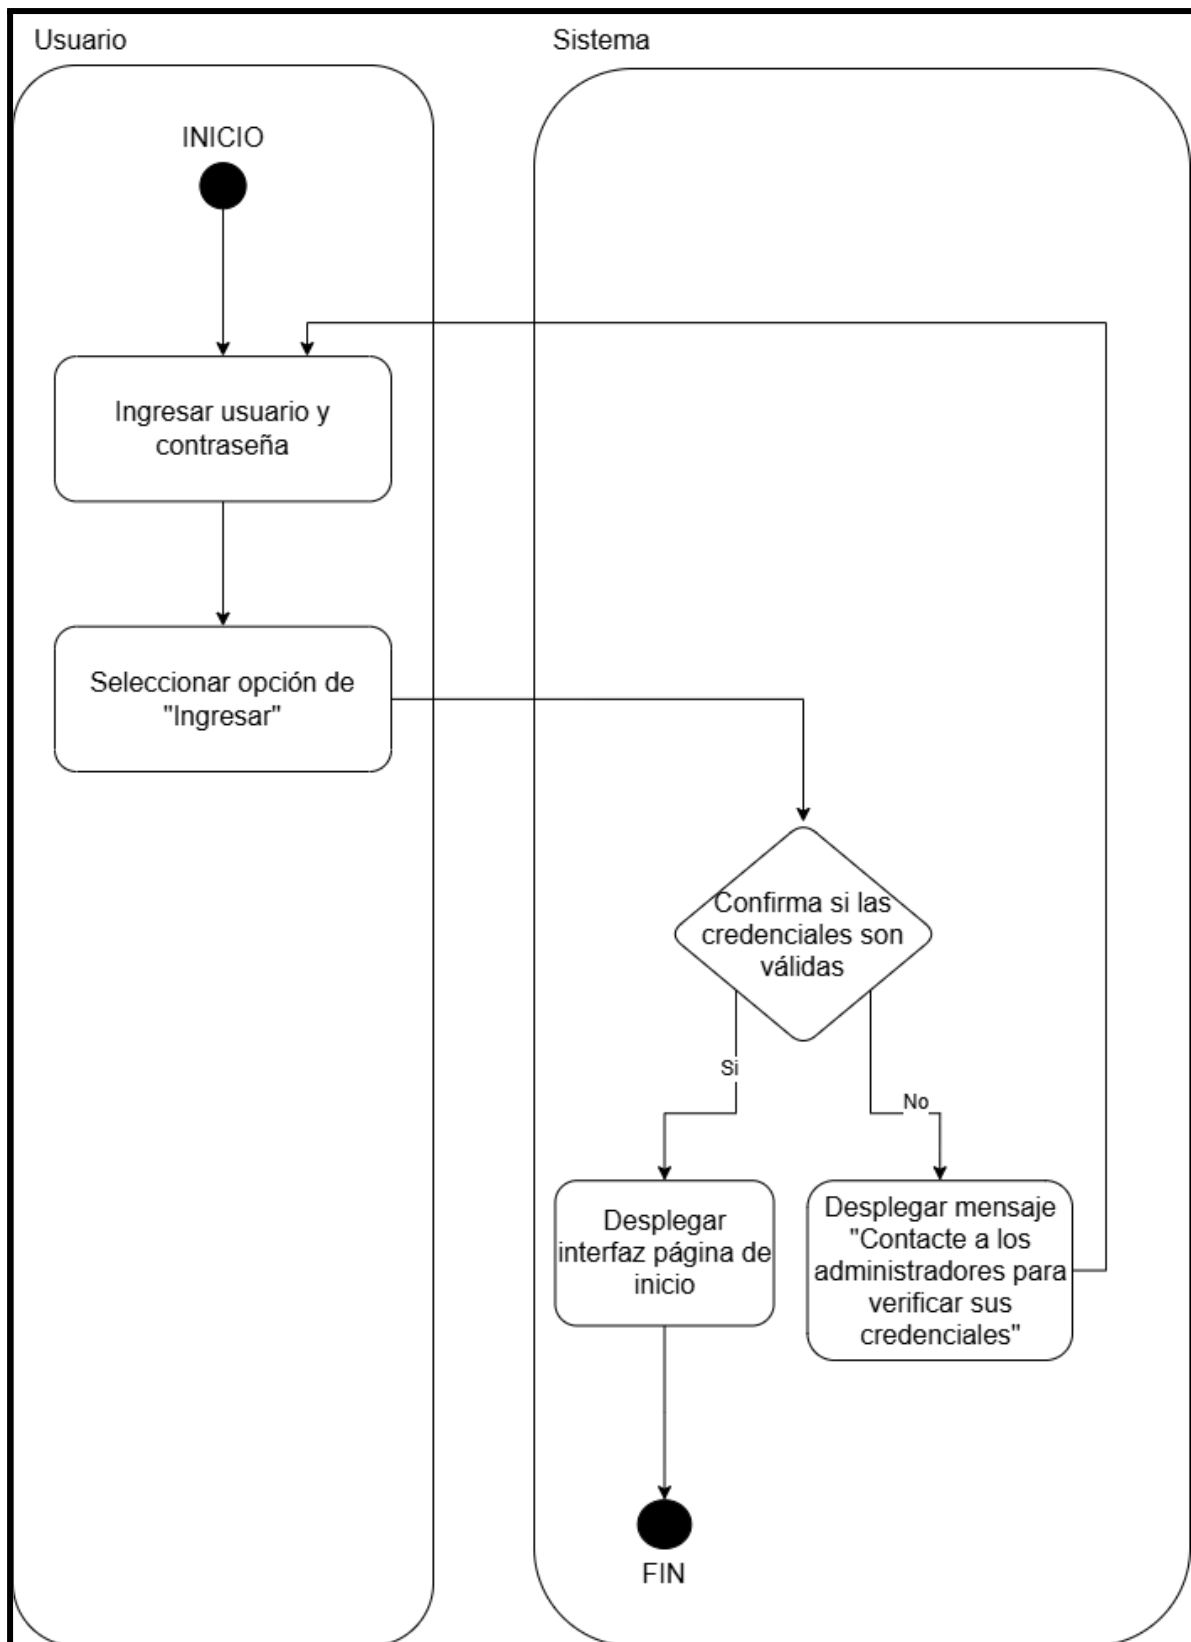 Usuario
Sistema
INICIO
Ingresar usuario y
contraseña
Seleccionar opción de
"Ingresar"
Confirma si las
credenciales son
válidas
Si
No
Desplegar
interfaz página de
inicio
Desplegar mensaje
"Contacte a los
administradores para
verificar sus
credenciales"
FIN